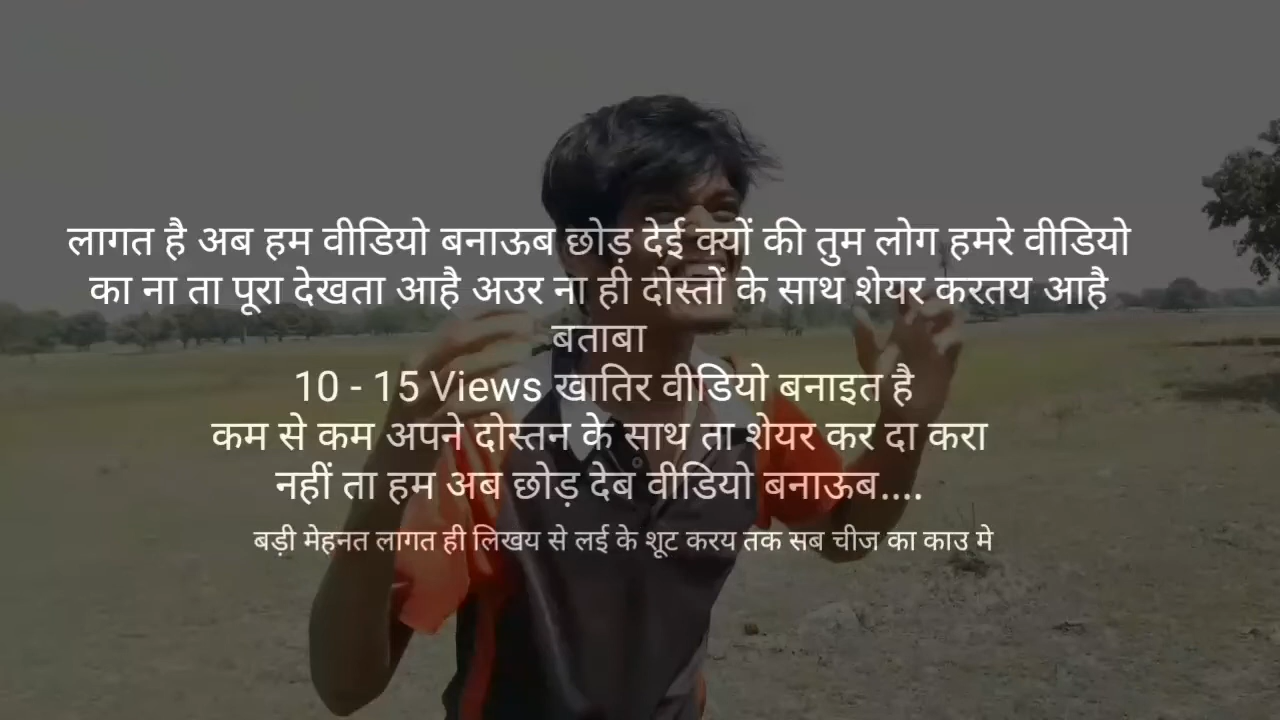 लागत है अब हम वीडियो बनाऊब छोड़ देई क्यों की तुम लोग हमरे वीडियो
का ना ता पूरा देखता आहै अउर ना ही दोस्तों के साथ शेयर करतय आहै
बताबा
10 - 15 Views खातिर वीडियो बनाइत है
कम से कम अपने दोस्तन के साथ ता शेयर कर दा करा
नहीं ता हम अब छोड़ देब वीडियो बनाऊब....
बड़ी मेहनत लागत ही लिखय से लई के शूट करय तक सब चीज का काउ मे